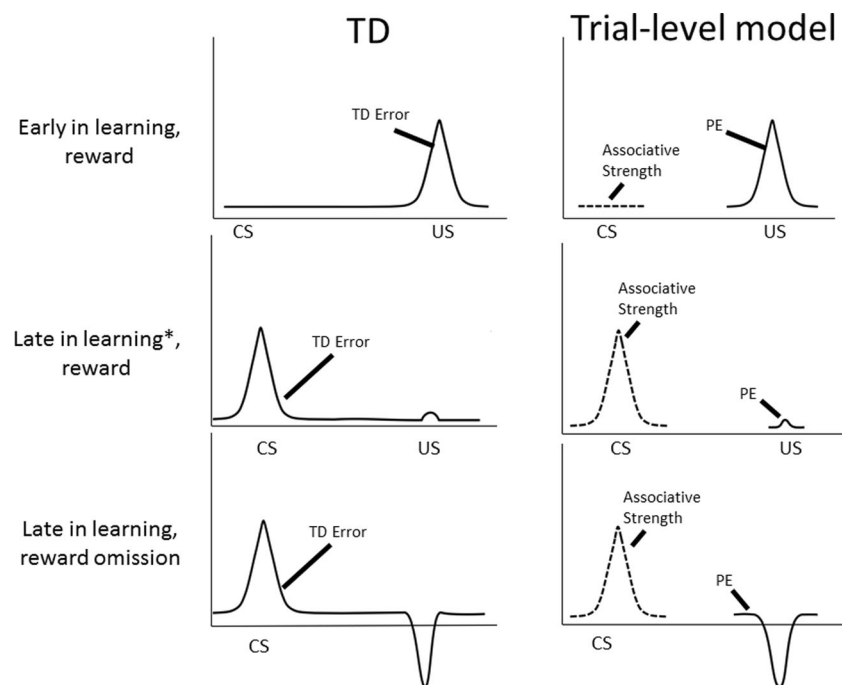 TD
Trial-level model
Early in learning,
reward
TD Error
CS
US
Associative
Strength
PE
CS
US
Late in learning*,
reward
TD Error
CS
US
Associative
Strength
PE
CS
US
Late in learning,
reward omission
TD Error
CS
Associative
Strength
PE
CS